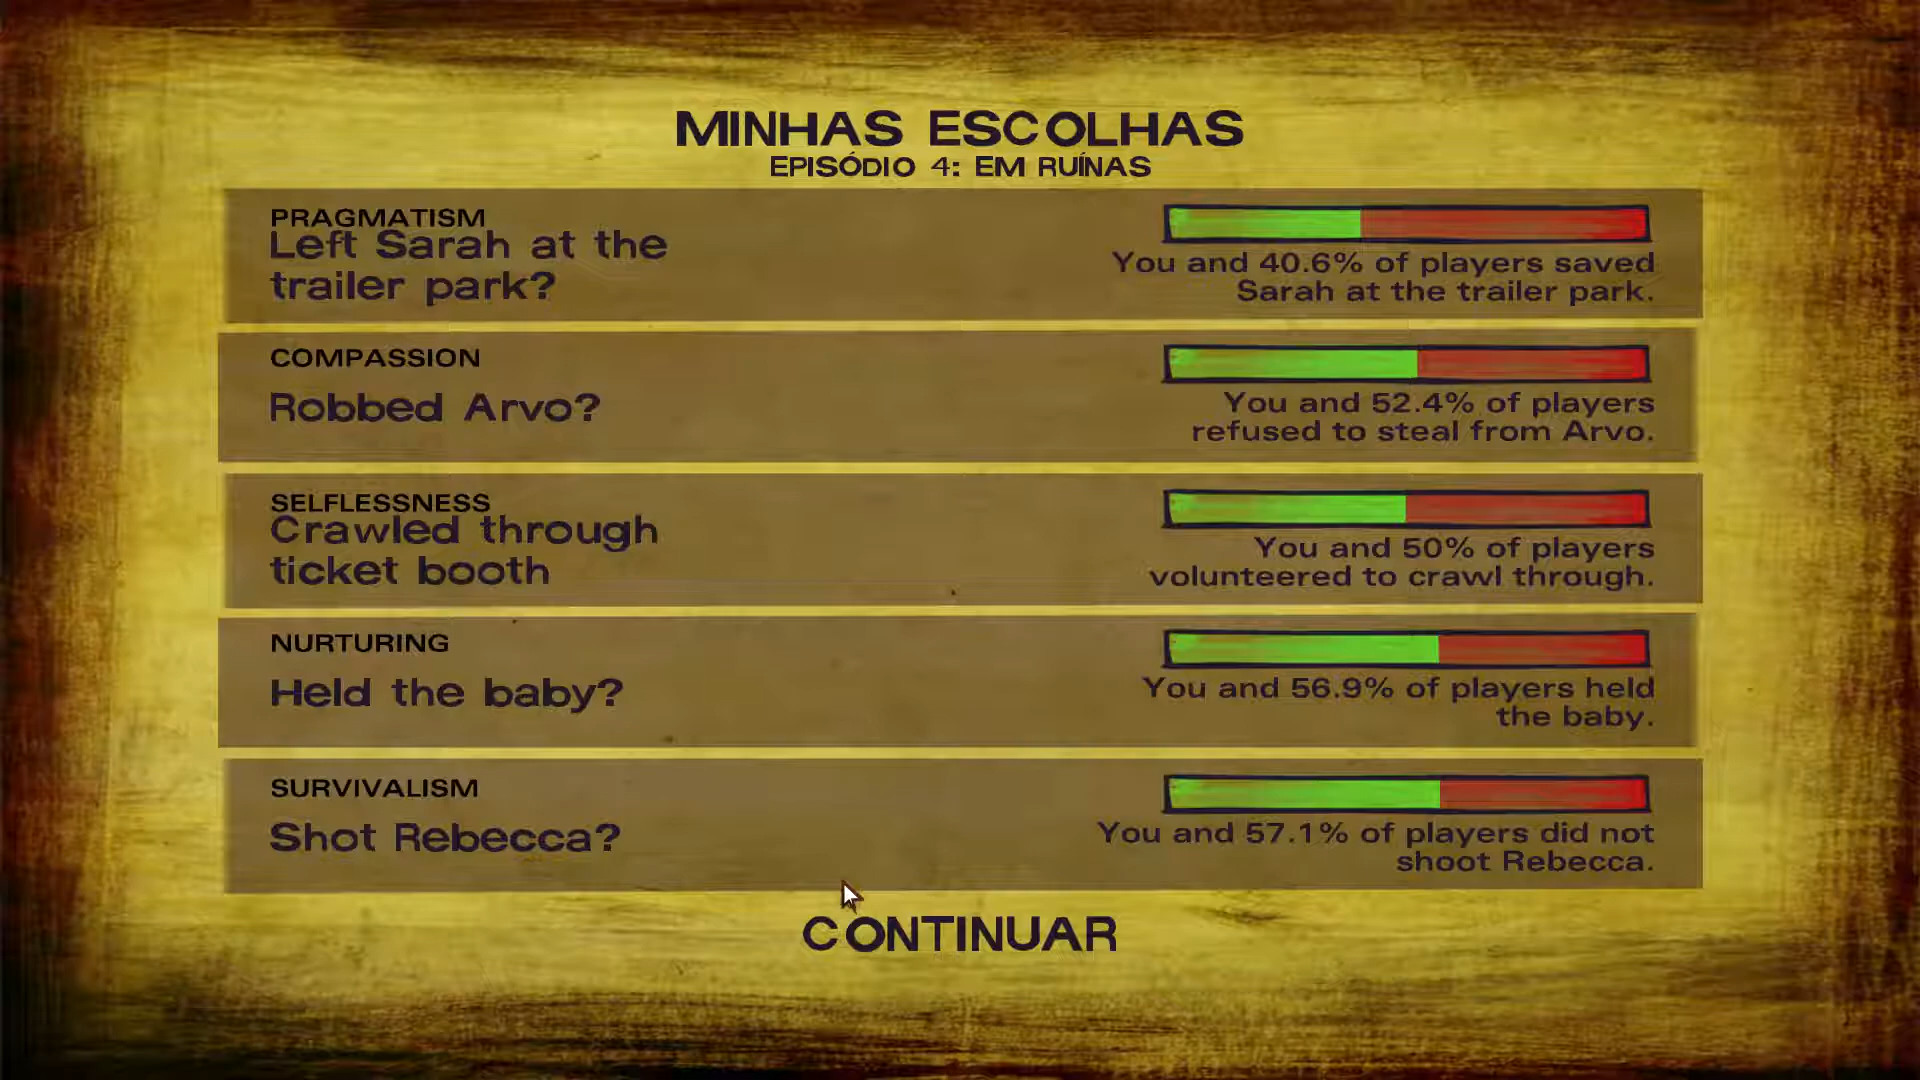 MINHAS ESCOLHAS
EPISÓDIO 4: EM RUÍNAS
PRAGMATISM
Left Sarah at the
trailer park?
You and 40.6% of players saved
Sarah at the trailer park.
COMPASSION
Robbed Arvo?
You and 52.4% of players
refused to steal from Arvo.
SELFLESSNESS
Crawled through
ticket booth
You and 50% of players
volunteered to crawl through.
NURTURING
Held the baby?
You and 56.9% of players held
the baby.
SURVIVALISM
Shot Rebecca?
You and 57.1% of players did not
shoot Rebecca.
CONTINUAR